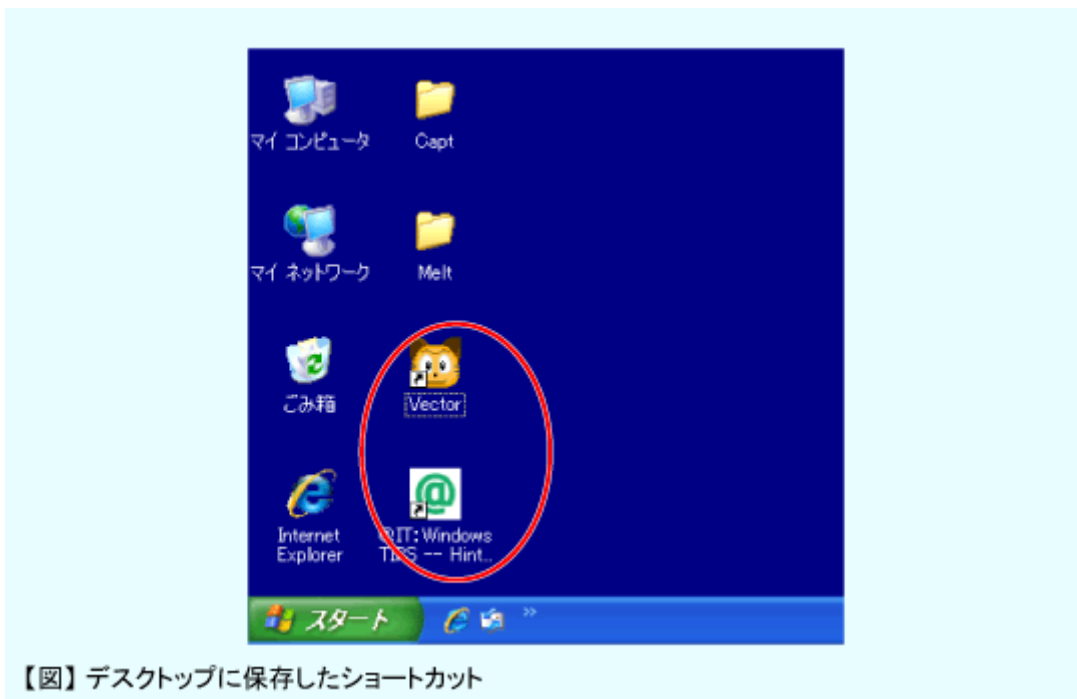 マイ コンピュータ
Capt
マイ ネットワーク
Melt
ごみ箱
Vector
Internet
Explorer
@IT:Windows
TIPS -- Hint...
スタート
»
【図】 デスクトップに保存したショートカット